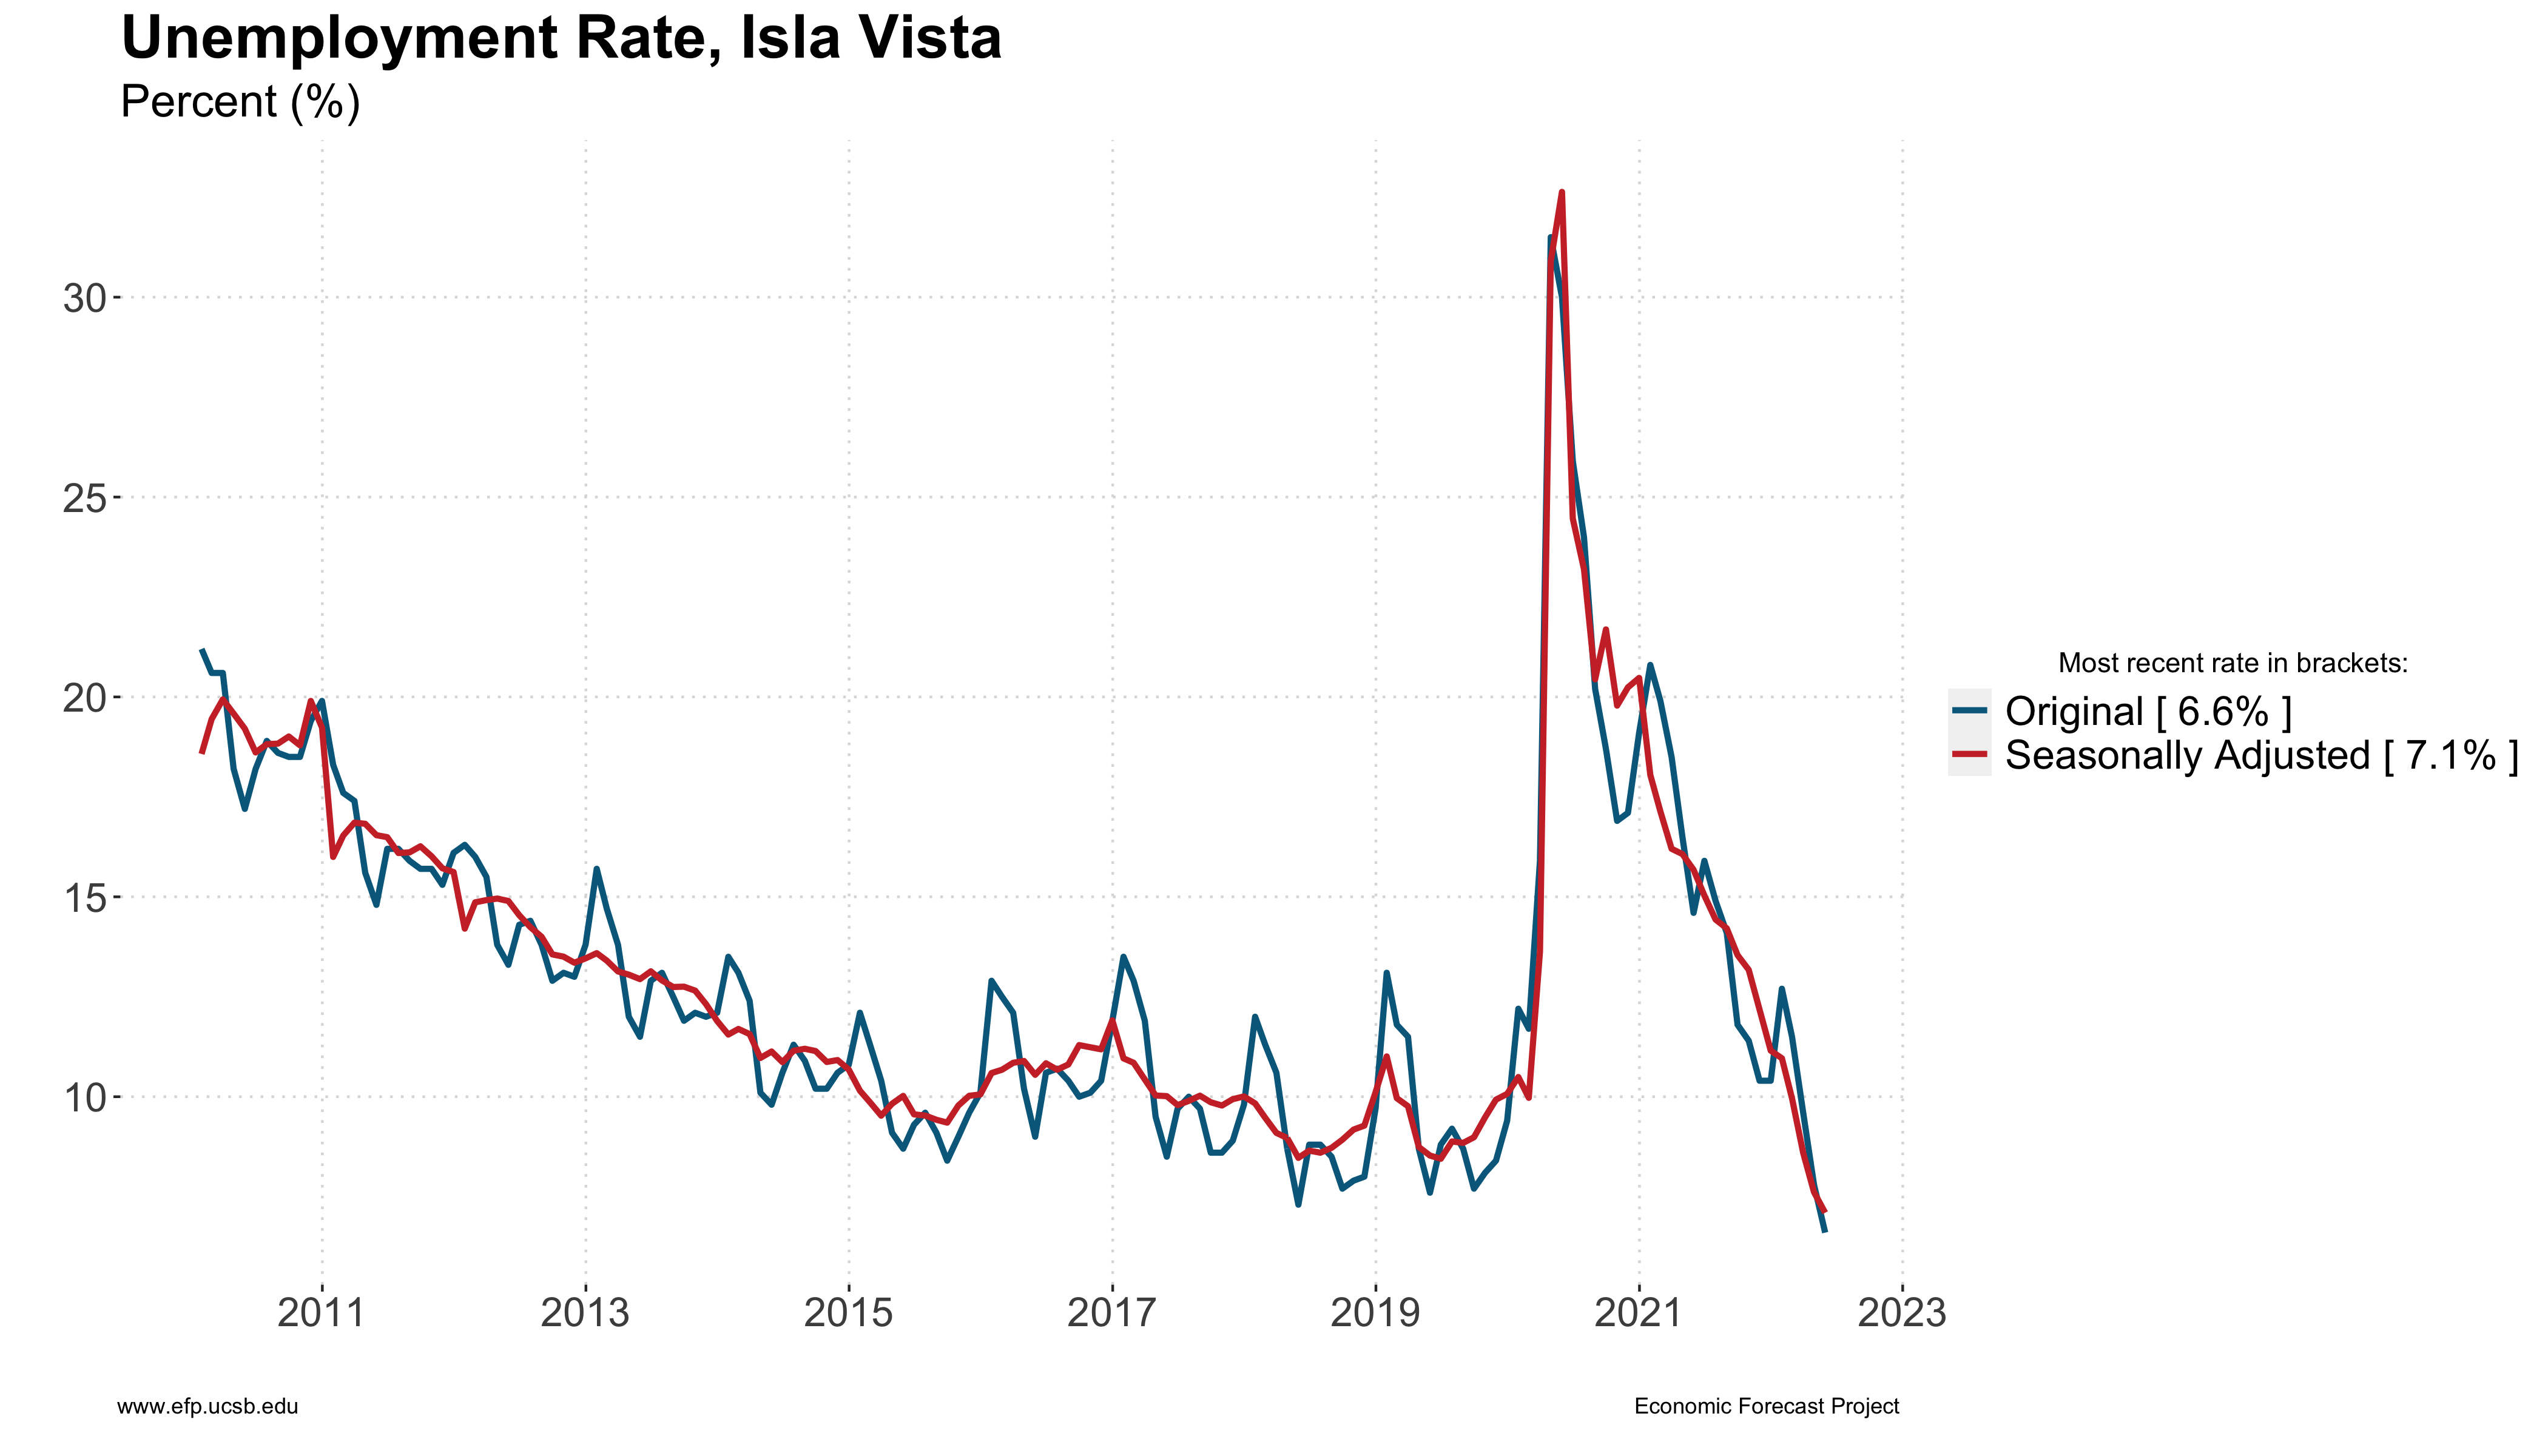 Unemployment Rate, Isla Vista
Percent (%)
30
25
20
15
10
2011
2013
2015
2017
2019
2021
2023
Most recent rate in brackets:
Original [ 6.6% ]
Seasonally Adjusted [ 7.1% ]
www.efp.ucsb.edu
Economic Forecast Project